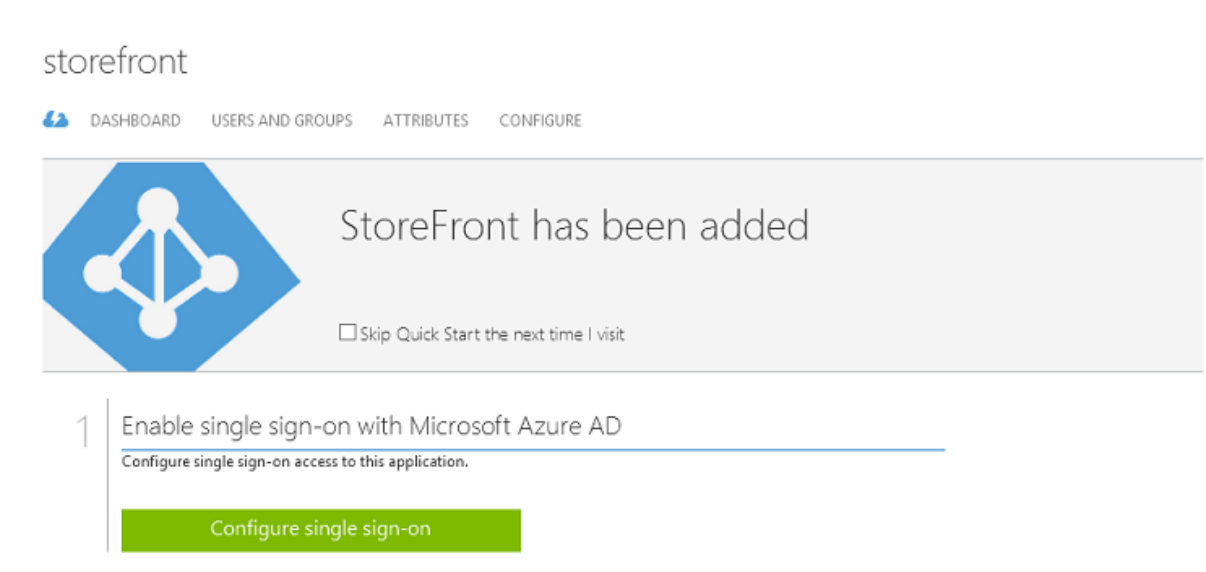 storefront
DASHBOARD USERS AND GROUPS ATTRIBUTES CONFIGURE
StoreFront has been added
Skip Quick Start the next time I visit
1 Enable single sign-on with Microsoft Azure AD
Configure single sign-on access to this application.
Configure single sign-on